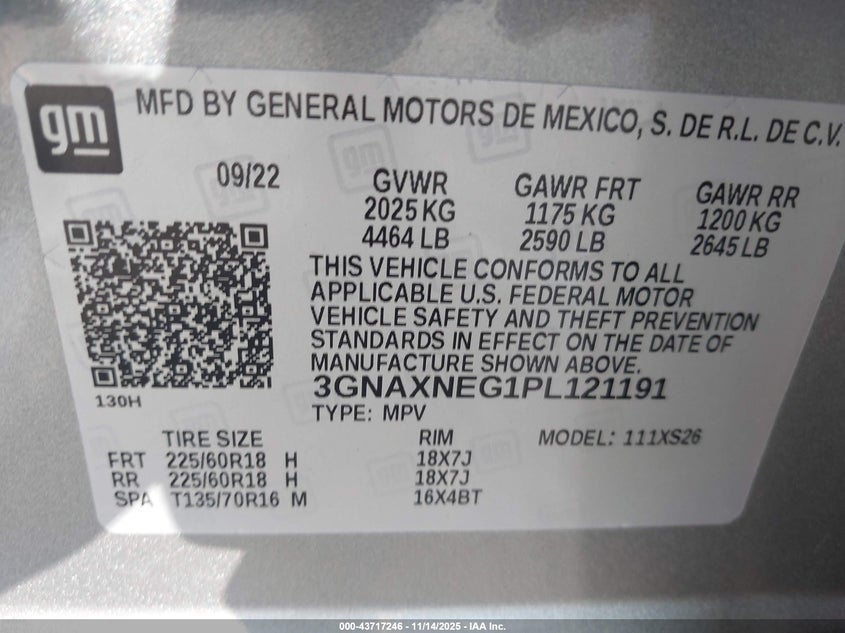 gm
MFD BY GENERAL MOTORS DE MEXICO, S. DE R.L. DE C.V.
09/22 GVWR GAWR FRT GAWR RR
2025 KG 1175 KG 1200 KG
4464 LB 2590 LB 2645 LB
THIS VEHICLE CONFORMS TO ALL
APPLICABLE U.S. FEDERAL MOTOR
VEHICLE SAFETY AND THEFT PREVENTION
STANDARDS IN EFFECT ON THE DATE OF
MANUFACTURE SHOWN ABOVE.
3GNAXNEG1PL121191
130H
TYPE: MPV
TIRE SIZE RIM MODEL: 111XS26
FRT 225/60R18 H 18X7J
RR 225/60R18 H 18X7J
SPA T135/70R16 M 16X4BT
000-43717246 - 11/14/2025 - IAA Inc.